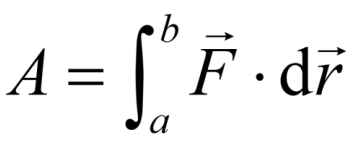 A = ∫ₐᵇ F⃗ · dr⃗